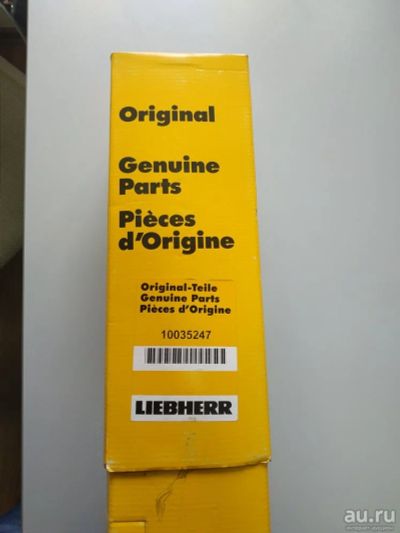 Original
Genuine
Parts
Pièces
d'Origine
Original-Teile
Genuine Parts
Pièces d'Origine
10035247
LIEBHERR
au.ru